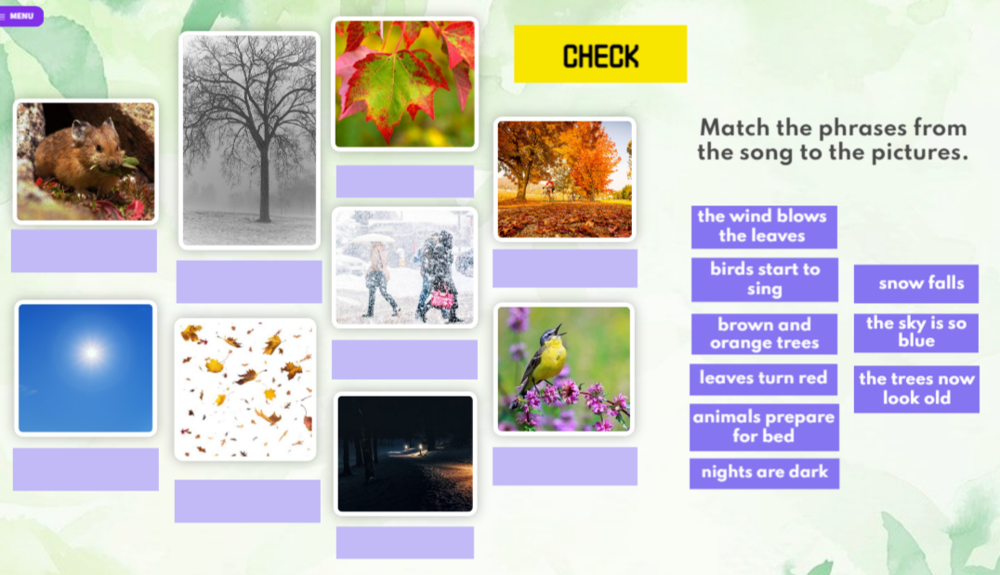 MENU
CHECK
Match the phrases from
the song to the pictures.
the wind blows
the leaves
birds start to
sing
brown and
orange trees
leaves turn red
animals prepare
for bed
nights are dark
snow falls
the sky is so
blue
the trees now
look old